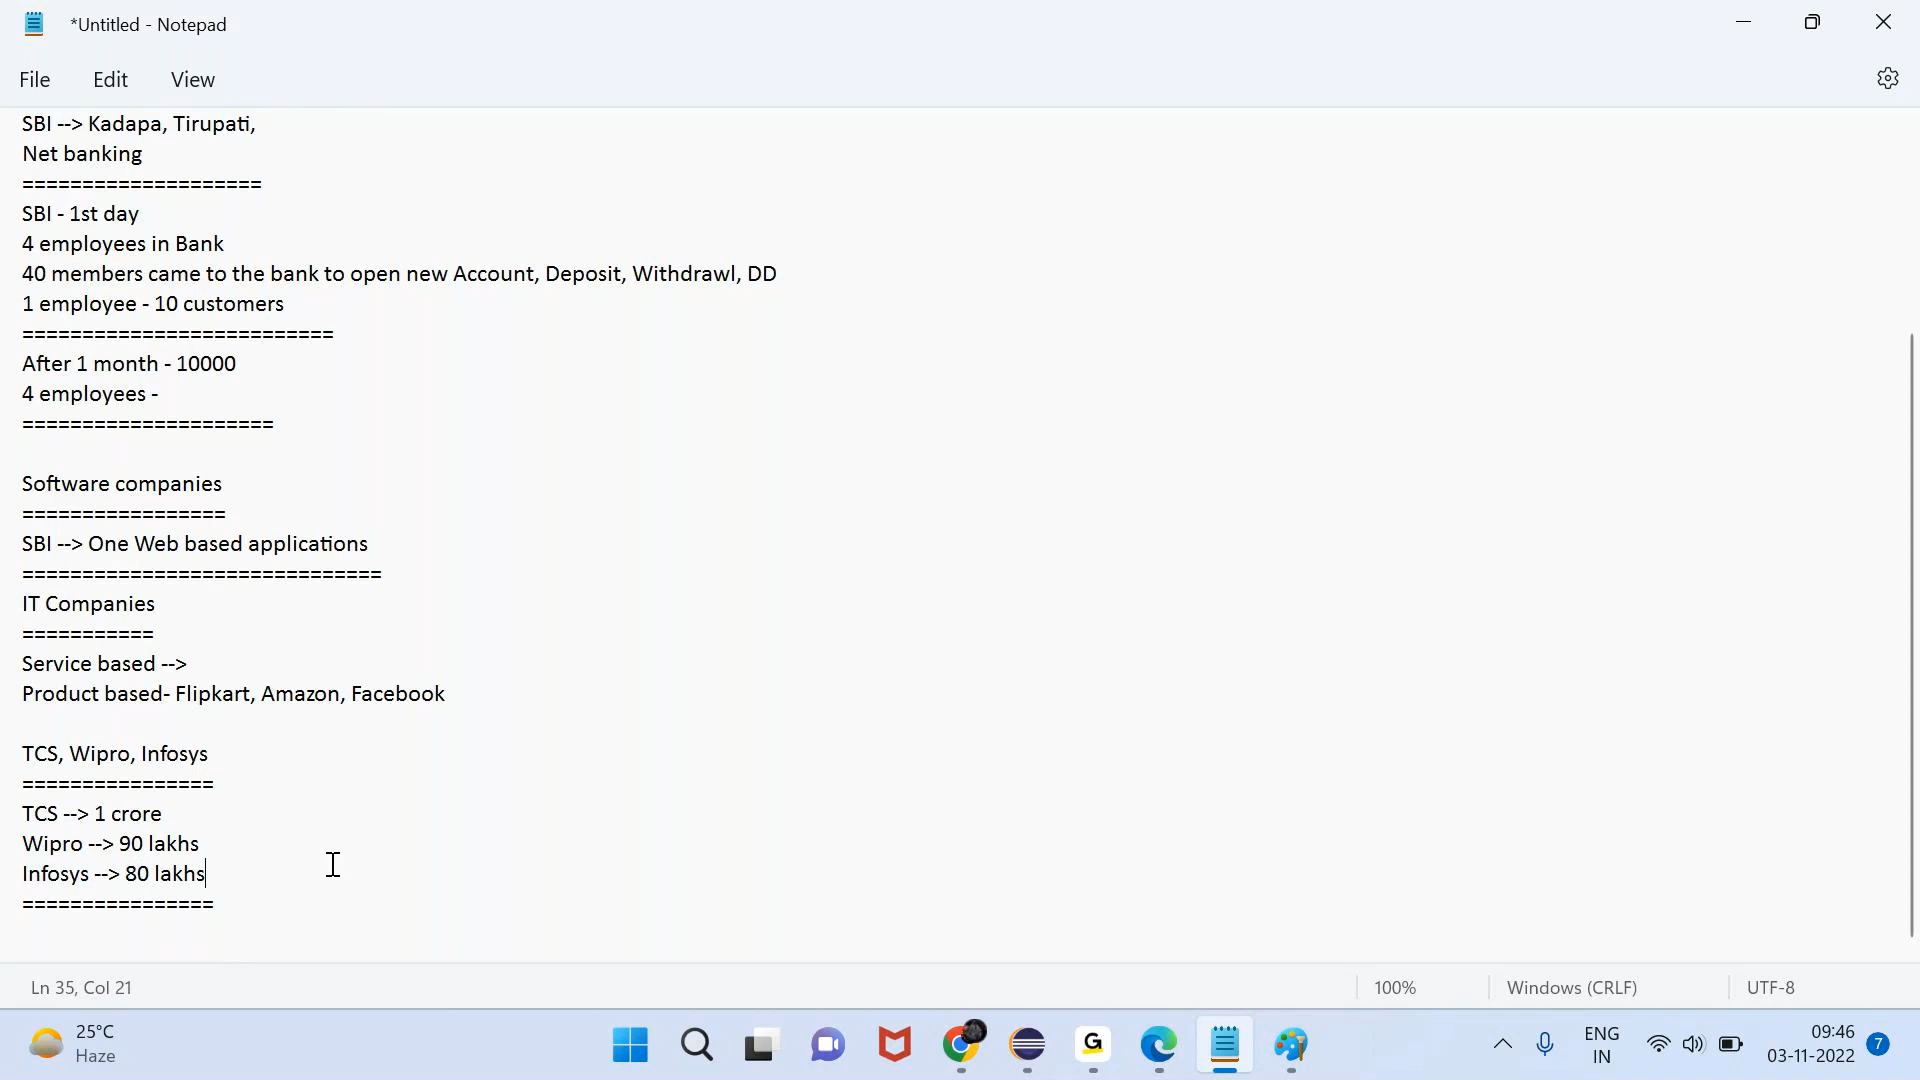 *Untitled - Notepad
File Edit View
SBI --> Kadapa, Tirupati,
Net banking
====================
SBI - 1st day
4 employees in Bank
40 members came to the bank to open new Account, Deposit, Withdrawl, DD
1 employee - 10 customers
==========================
After 1 month - 10000
4 employees -
=====================
Software companies
=================
SBI --> One Web based applications
==============================
IT Companies
===========
Service based -->
Product based- Flipkart, Amazon, Facebook
TCS, Wipro, Infosys
================
TCS --> 1 crore
Wipro --> 90 lakhs
Infosys --> 80 lakhs
================
Ln 35, Col 21 100% Windows (CRLF) UTF-8
25°C
Haze
G
ENG
IN
09:46
03-11-2022
7